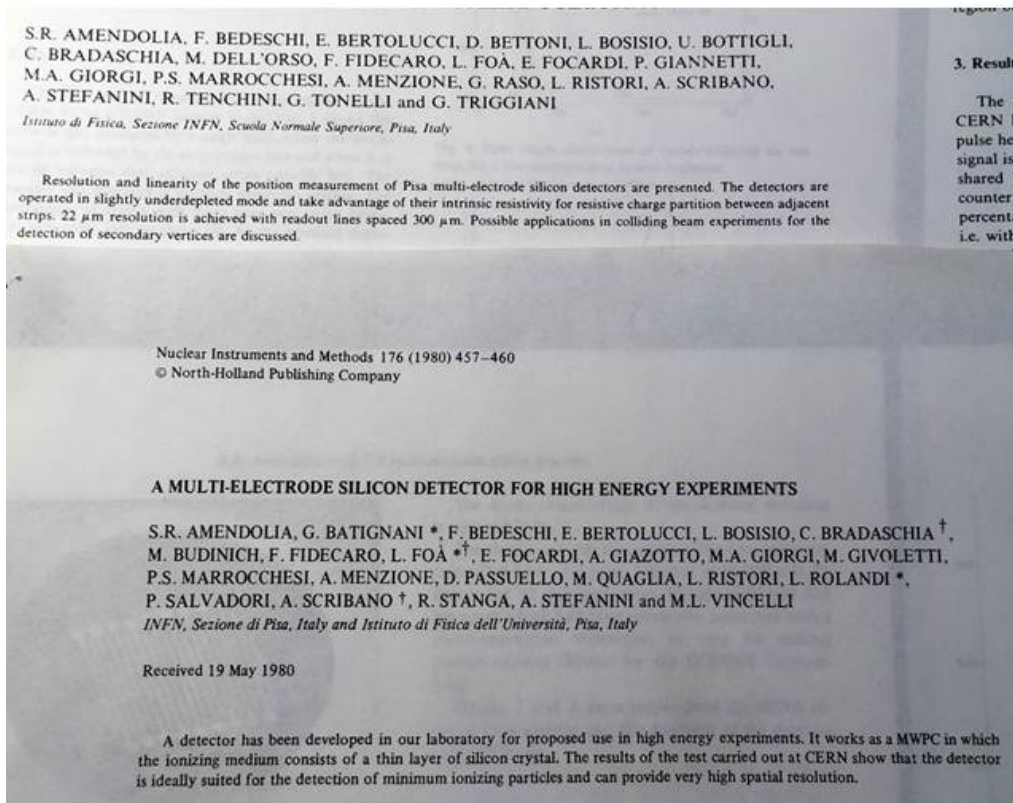 S.R. AMENDOLIA, F. BEDESCHI, E. BERTOLUCCI, D. BETTONI, L. BOSISIO, U. BOTTIGLI,
C. BRADASCHIA, M. DELL'ORSO, F. FIDECARO, L. FOÀ, E. FOCARDI, P. GIANNETTI,
M.A. GIORGI, P.S. MARROCCHESI, A. MENZIONE, G. RASO, L. RISTORI, A. SCRIBANO,
A. STEFANINI, R. TENCHINI, G. TONELLI and G. TRIGGIANI
Istituto di Fisica, Sezione INFN, Scuola Normale Superiore, Pisa, Italy
Resolution and linearity of the position measurement of Pisa multi-electrode silicon detectors are presented. The detectors are
operated in slightly underdepleted mode and take advantage of their intrinsic resistivity for resistive charge partition between adjacent
strips. 22 μm resolution is achieved with readout lines spaced 300 μm. Possible applications in colliding beam experiments for the
detection of secondary vertices are discussed.
3. Resul
The
CERN
pulse he
signal is
shared
counter
percent
i.e. with
Nuclear Instruments and Methods 176 (1980) 457–460
© North-Holland Publishing Company
A MULTI-ELECTRODE SILICON DETECTOR FOR HIGH ENERGY EXPERIMENTS
S.R. AMENDOLIA, G. BATIGNANI *, F. BEDESCHI, E. BERTOLUCCI, L. BOSISIO, C. BRADASCHIA †,
M. BUDINICH, F. FIDECARO, L. FOÀ *†, E. FOCARDI, A. GIAZOTTO, M.A. GIORGI, M. GIVOLETTI,
P.S. MARROCCHESI, A. MENZIONE, D. PASSUELLO, M. QUAGLIA, L. RISTORI, L. ROLANDI *,
P. SALVADORI, A. SCRIBANO †, R. STANGA, A. STEFANINI and M.L. VINCELLI
INFN, Sezione di Pisa, Italy and Istituto di Fisica dell'Università, Pisa, Italy
Received 19 May 1980
A detector has been developed in our laboratory for proposed use in high energy experiments. It works as a MWPC in which
the ionizing medium consists of a thin layer of silicon crystal. The results of the test carried out at CERN show that the detector
is ideally suited for the detection of minimum ionizing particles and can provide very high spatial resolution.